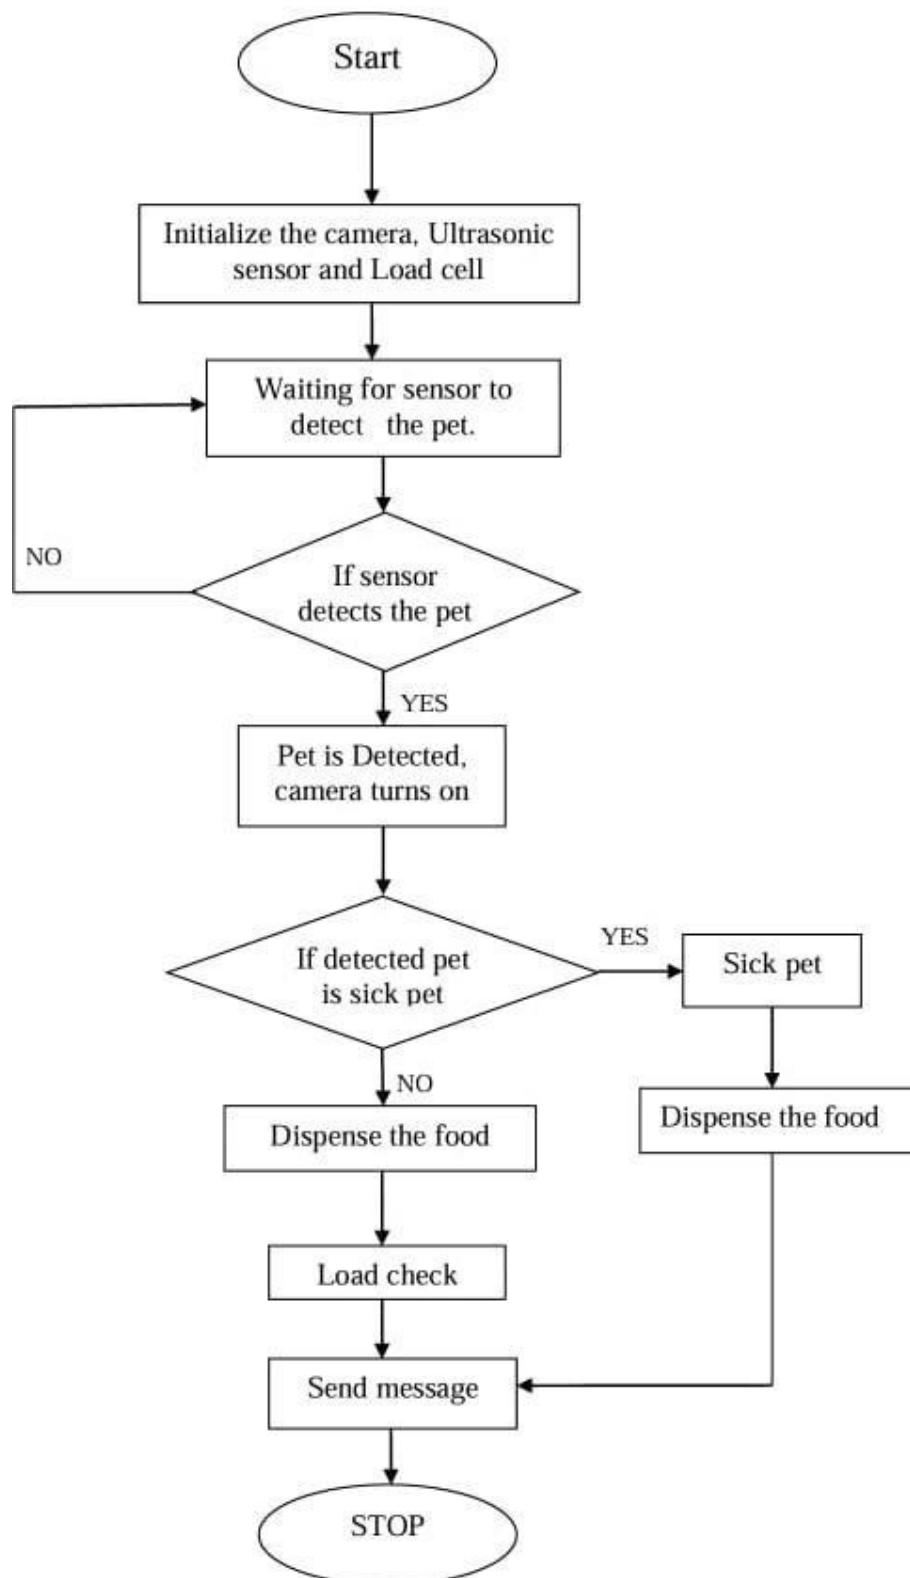 Start
Initialize the camera, Ultrasonic
sensor and Load cell
Waiting for sensor to
detect the pet.
NO
If sensor
detects the pet
YES
Pet is Detected,
camera turns on
If detected pet
is sick pet
YES
Sick pet
NO
Dispense the food
Dispense the food
Load check
Send message
STOP